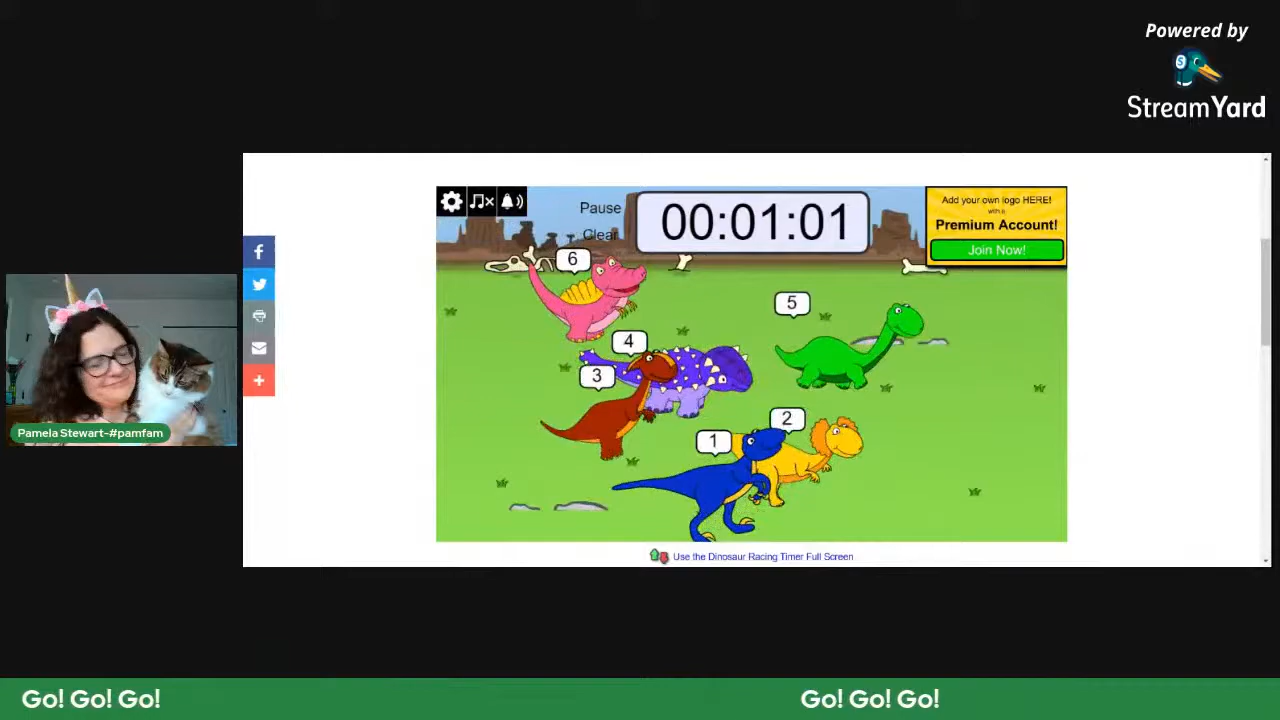 Powered by
StreamYard
Pause
Clear
00:01:01
Add your own logo HERE!
with a
Premium Account!
Join Now!
6
5
4
3
2
1
Use the Dinosaur Racing Timer Full Screen
Pamela Stewart-#pamfam
Go! Go! Go!
Go! Go! Go!